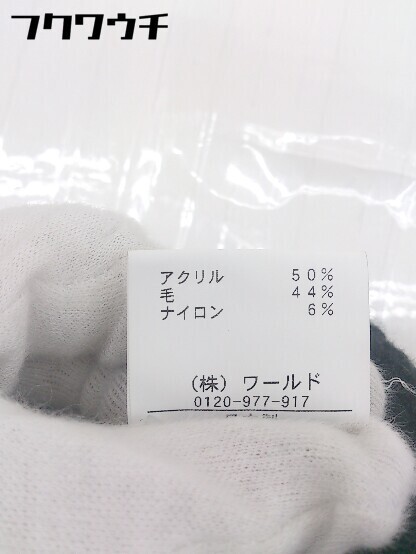 フクワウチ
アクリル 50%
毛 44%
ナイロン 6%
(株) ワールド
0120-977-917